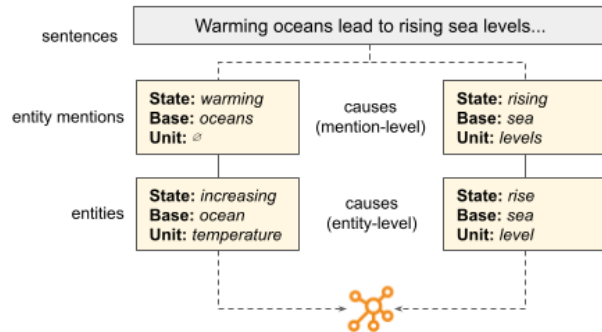 sentences
Warming oceans lead to rising sea levels...
entity mentions
State: warming
Base: oceans
Unit: ∅
causes
(mention-level)
State: rising
Base: sea
Unit: levels
entities
State: increasing
Base: ocean
Unit: temperature
causes
(entity-level)
State: rise
Base: sea
Unit: level